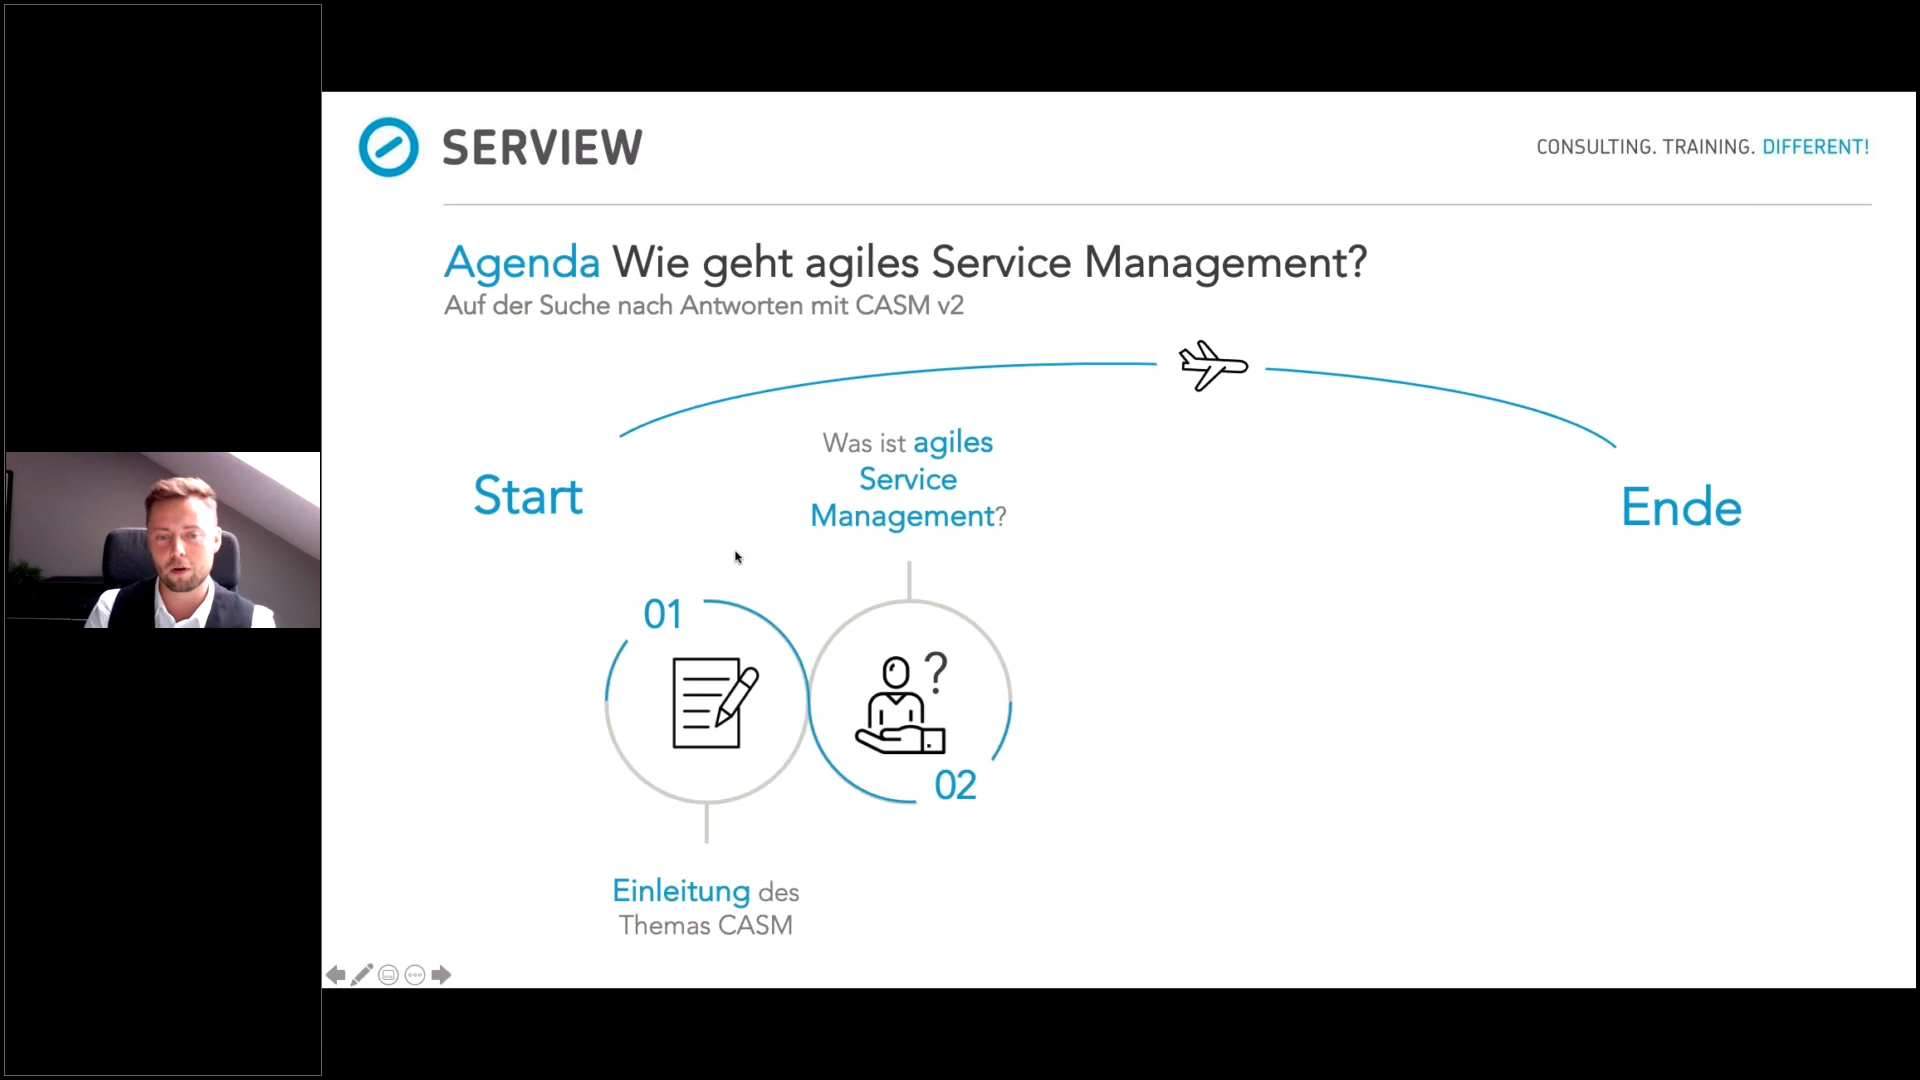 SERVIEW
CONSULTING. TRAINING. DIFFERENT!
Agenda Wie geht agiles Service Management?
Auf der Suche nach Antworten mit CASM v2
Start
Was ist agiles
Service
Management?
Ende
01
02
Einleitung des
Themas CASM